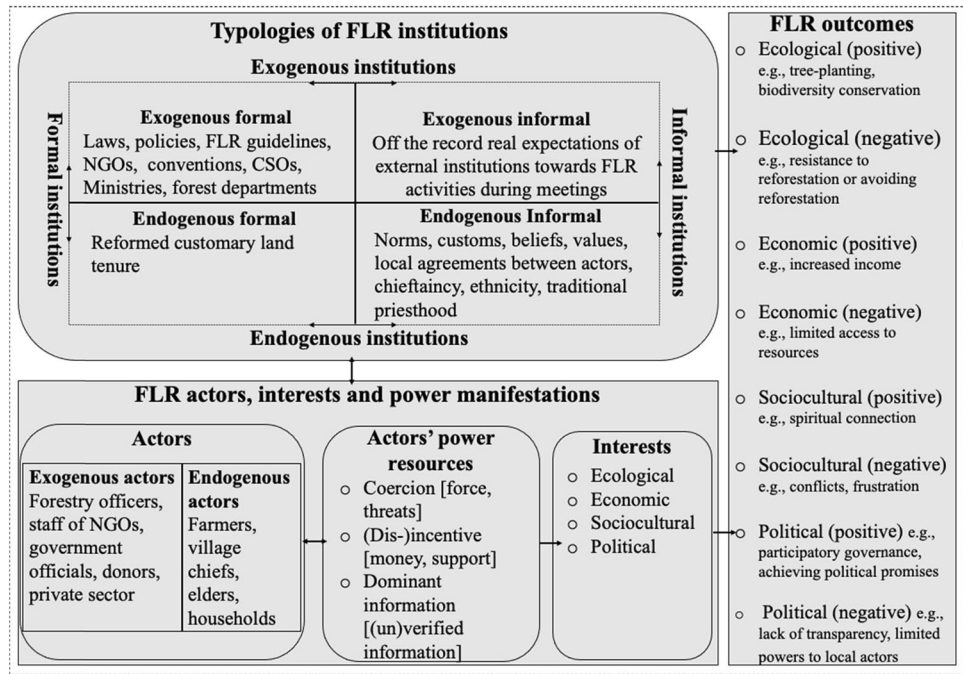 Typologies of FLR institutions
Exogenous institutions
Formal institutions
Exogenous formal
Laws, policies, FLR guidelines,
NGOs, conventions, CSOs,
Ministries, forest departments
Exogenous informal
Off the record real expectations of
external institutions towards FLR
activities during meetings
Endogenous formal
Reformed customary land
tenure
Endogenous Informal
Norms, customs, beliefs, values,
local agreements between actors,
chieftaincy, ethnicity, traditional
priesthood
Informal institutions
Endogenous institutions
FLR actors, interests and power manifestations
Actors
Exogenous actors
Forestry officers,
staff of NGOs,
government
officials, donors,
private sector
Endogenous
actors
Farmers,
village
chiefs,
elders,
households
Actors' power
resources
Coercion [force,
threats]
(Dis-)incentive
[money, support]
Dominant
information
[(un)verified
information]
Interests
Ecological
Economic
Sociocultural
Political
FLR outcomes
Ecological (positive)
e.g., tree-planting,
biodiversity conservation
Ecological (negative)
e.g., resistance to
reforestation or avoiding
reforestation
Economic (positive)
e.g., increased income
Economic (negative)
e.g., limited access to
resources
Sociocultural (positive)
e.g., spiritual connection
Sociocultural (negative)
e.g., conflicts, frustration
Political (positive) e.g.,
participatory governance,
achieving political promises
Political (negative) e.g.,
lack of transparency, limited
powers to local actors